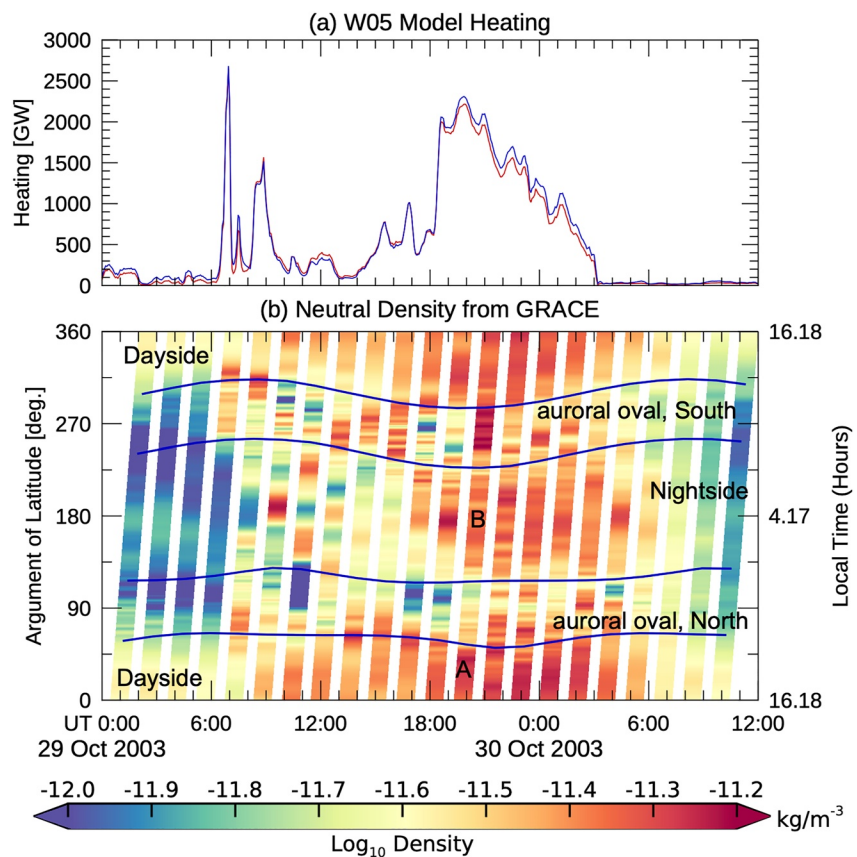 (a) W05 Model Heating
3000
2500
2000
1500
1000
500
0
Heating [GW]
(b) Neutral Density from GRACE
360
270
180
90
0
Argument of Latitude [deg.]
Dayside
auroral oval, South
Nightside
B
auroral oval, North
A
Dayside
16.18
4.17
16.18
Local Time (Hours)
UT 0:00 6:00 12:00 18:00 0:00 6:00 12:00
29 Oct 2003 30 Oct 2003
-12.0 -11.9 -11.8 -11.7 -11.6 -11.5 -11.4 -11.3 -11.2
kg/m-3
Log10 Density